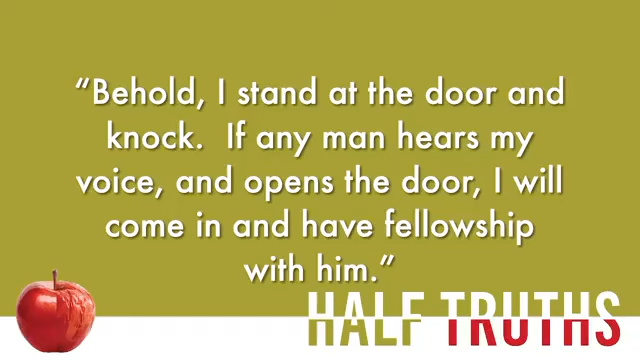 “Behold, I stand at the door and
knock.  If any man hears my
voice, and opens the door, I will
come in and have fellowship
with him.”
HALF TRUTHS